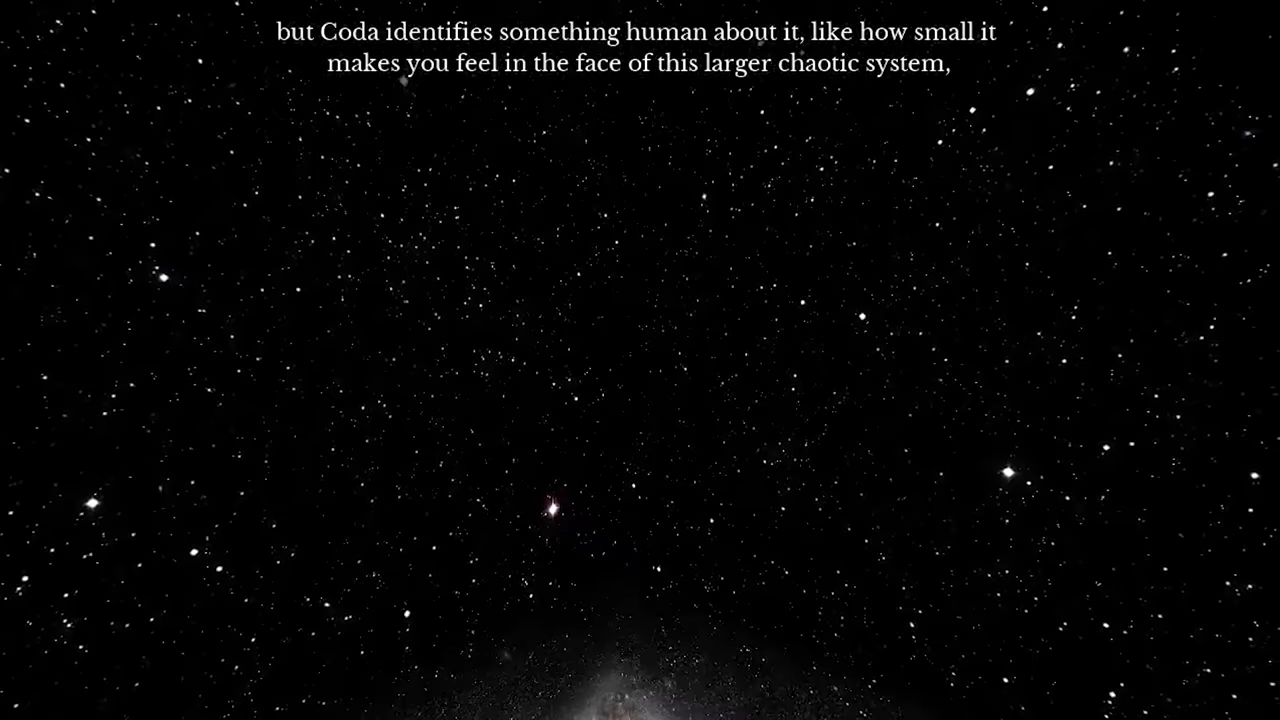 but Coda identifies something human about it, like how small it
makes you feel in the face of this larger chaotic system,